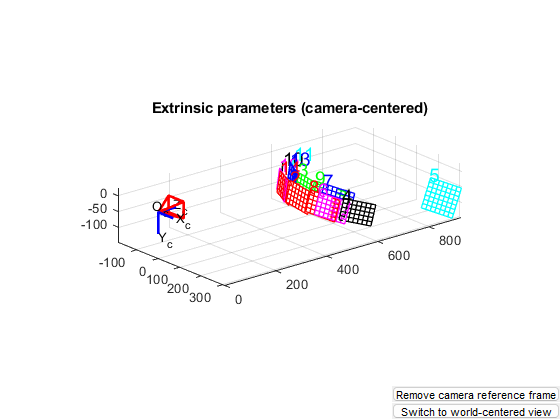 Extrinsic parameters (camera-centered)
5
7
9
8
0
-50
-100
O
X
c
Y
c
-100
0
100
200
300
0
200
400
600
800
Remove camera reference frame
Switch to world-centered view